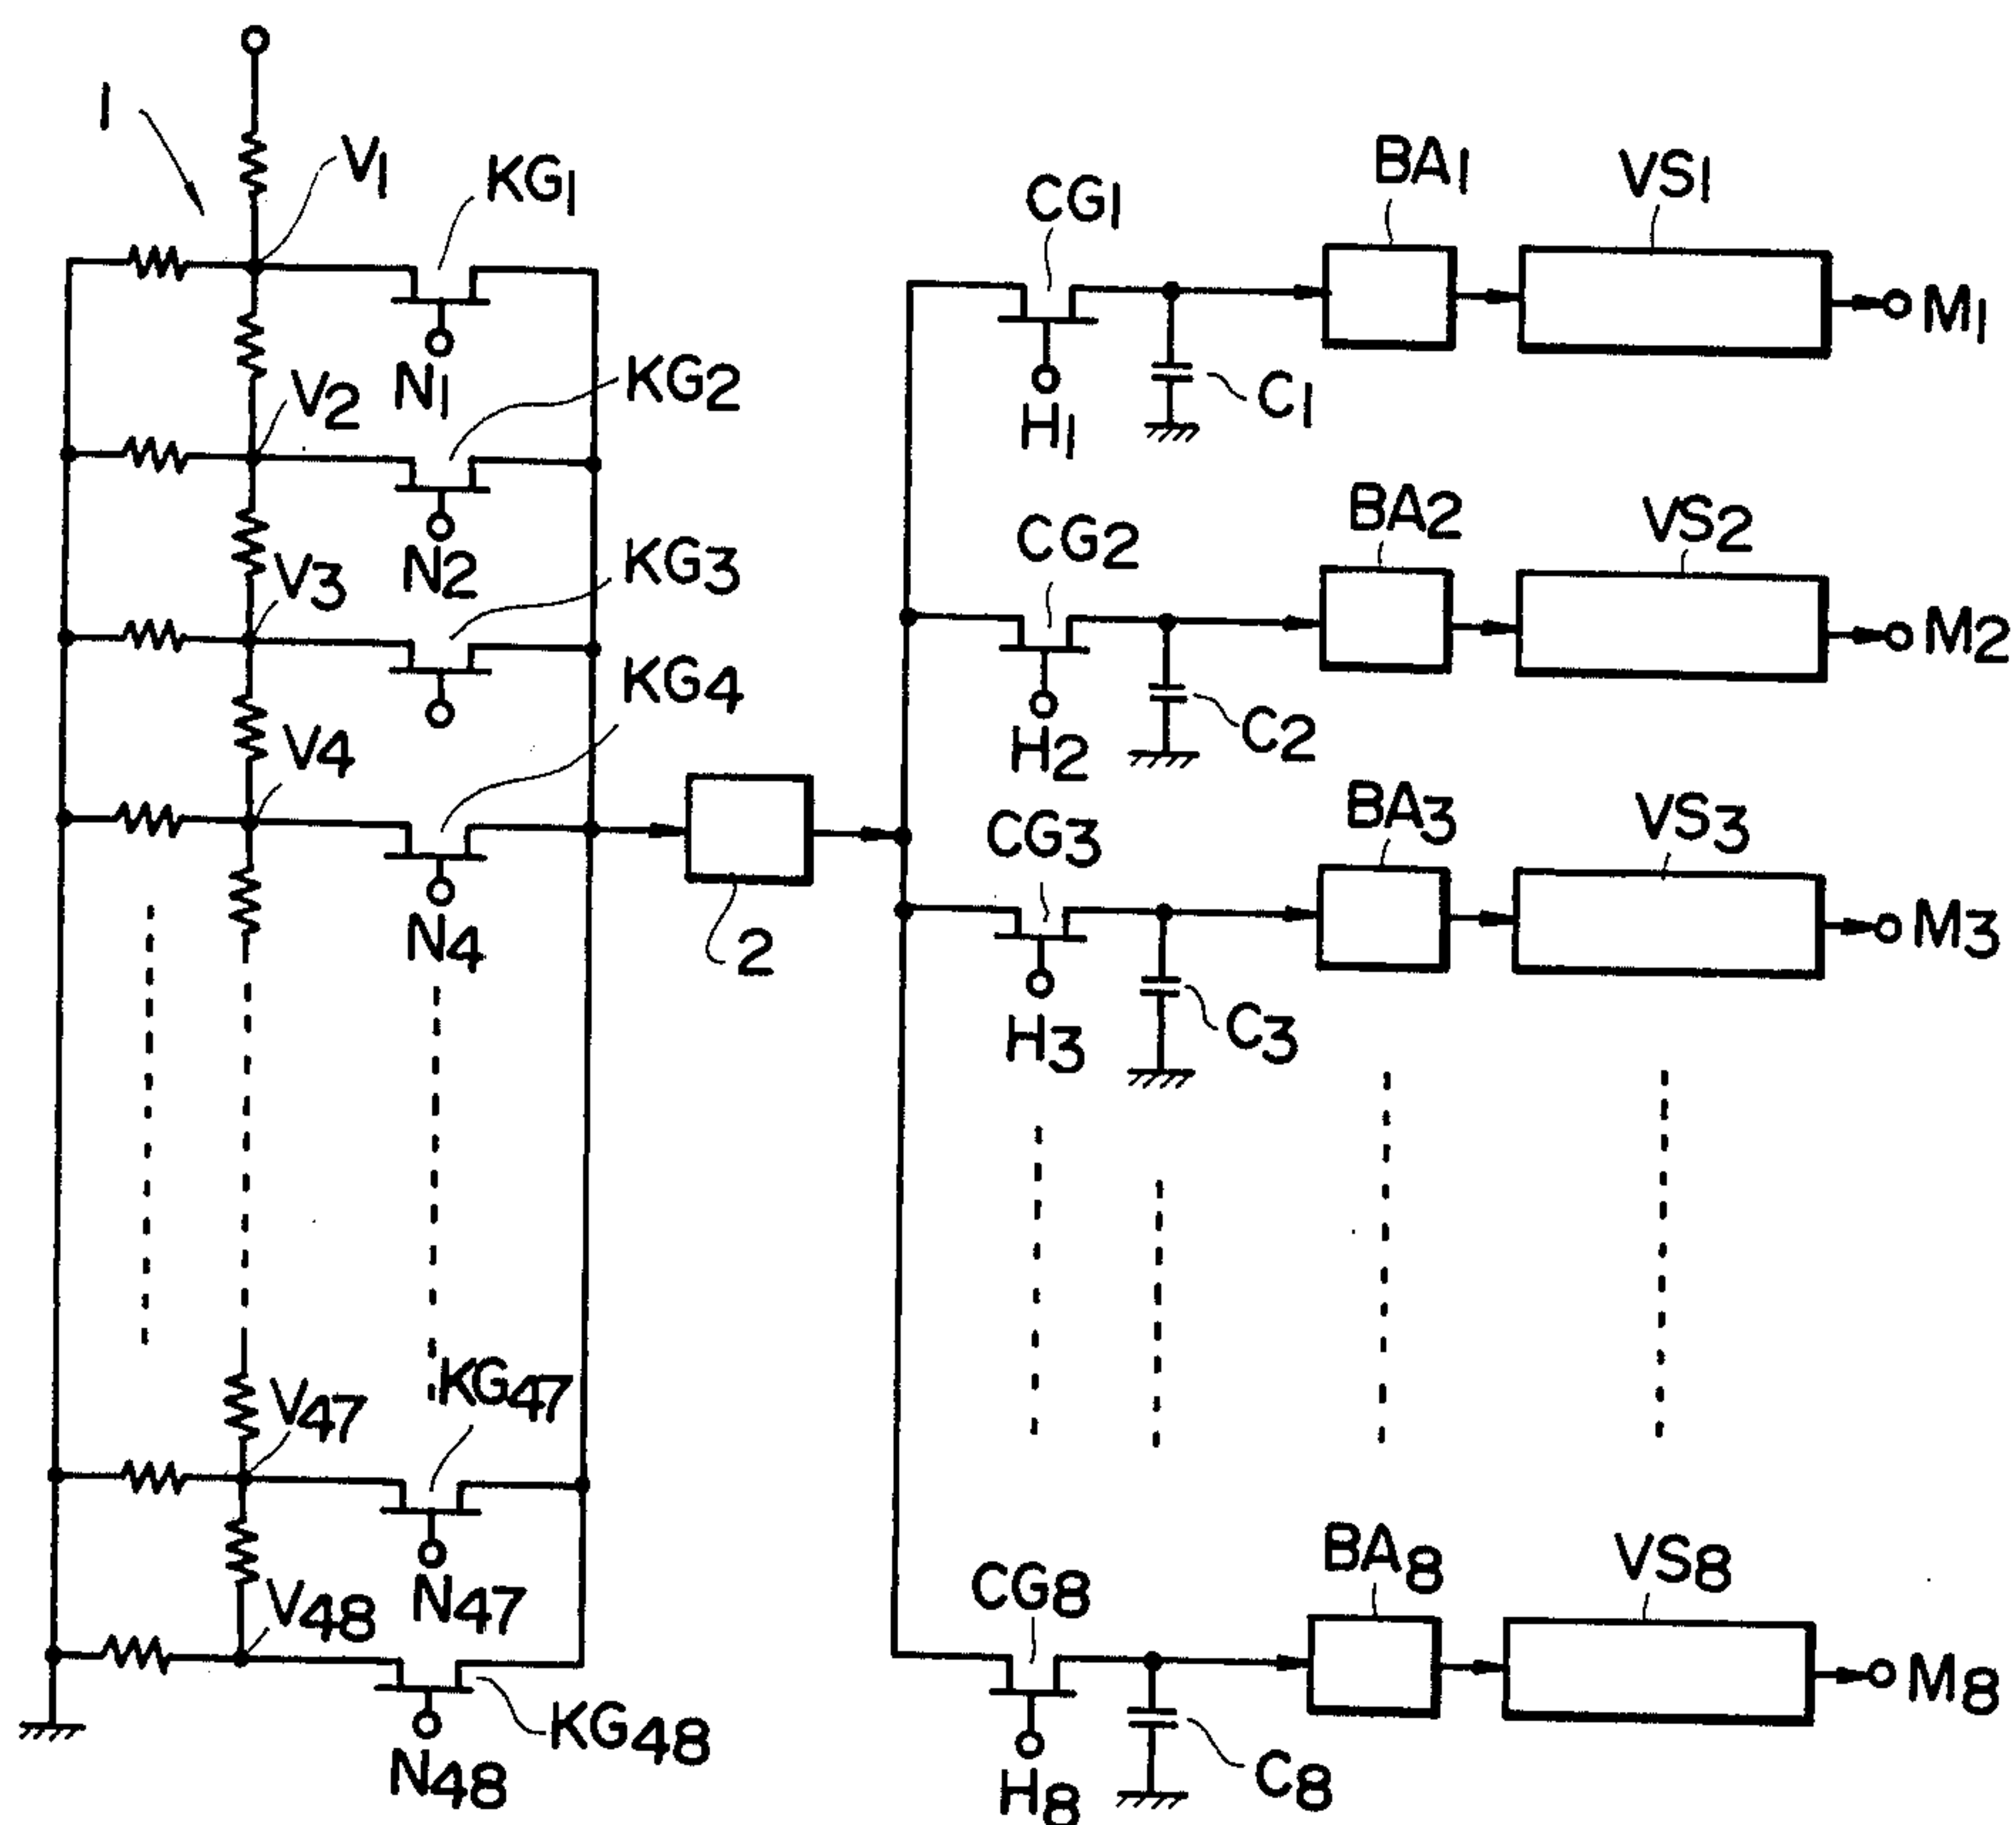 1
V1
KG1
N1
V2
KG2
N2
V3
KG3
V4
KG4
N4
2
V47
KG47
N47
V48
KG48
N48
CG1
H1
C1
BA1
VS1
M1
CG2
H2
C2
BA2
VS2
M2
CG3
H3
C3
BA3
VS3
M3
CG8
H8
C8
BA8
VS8
M8